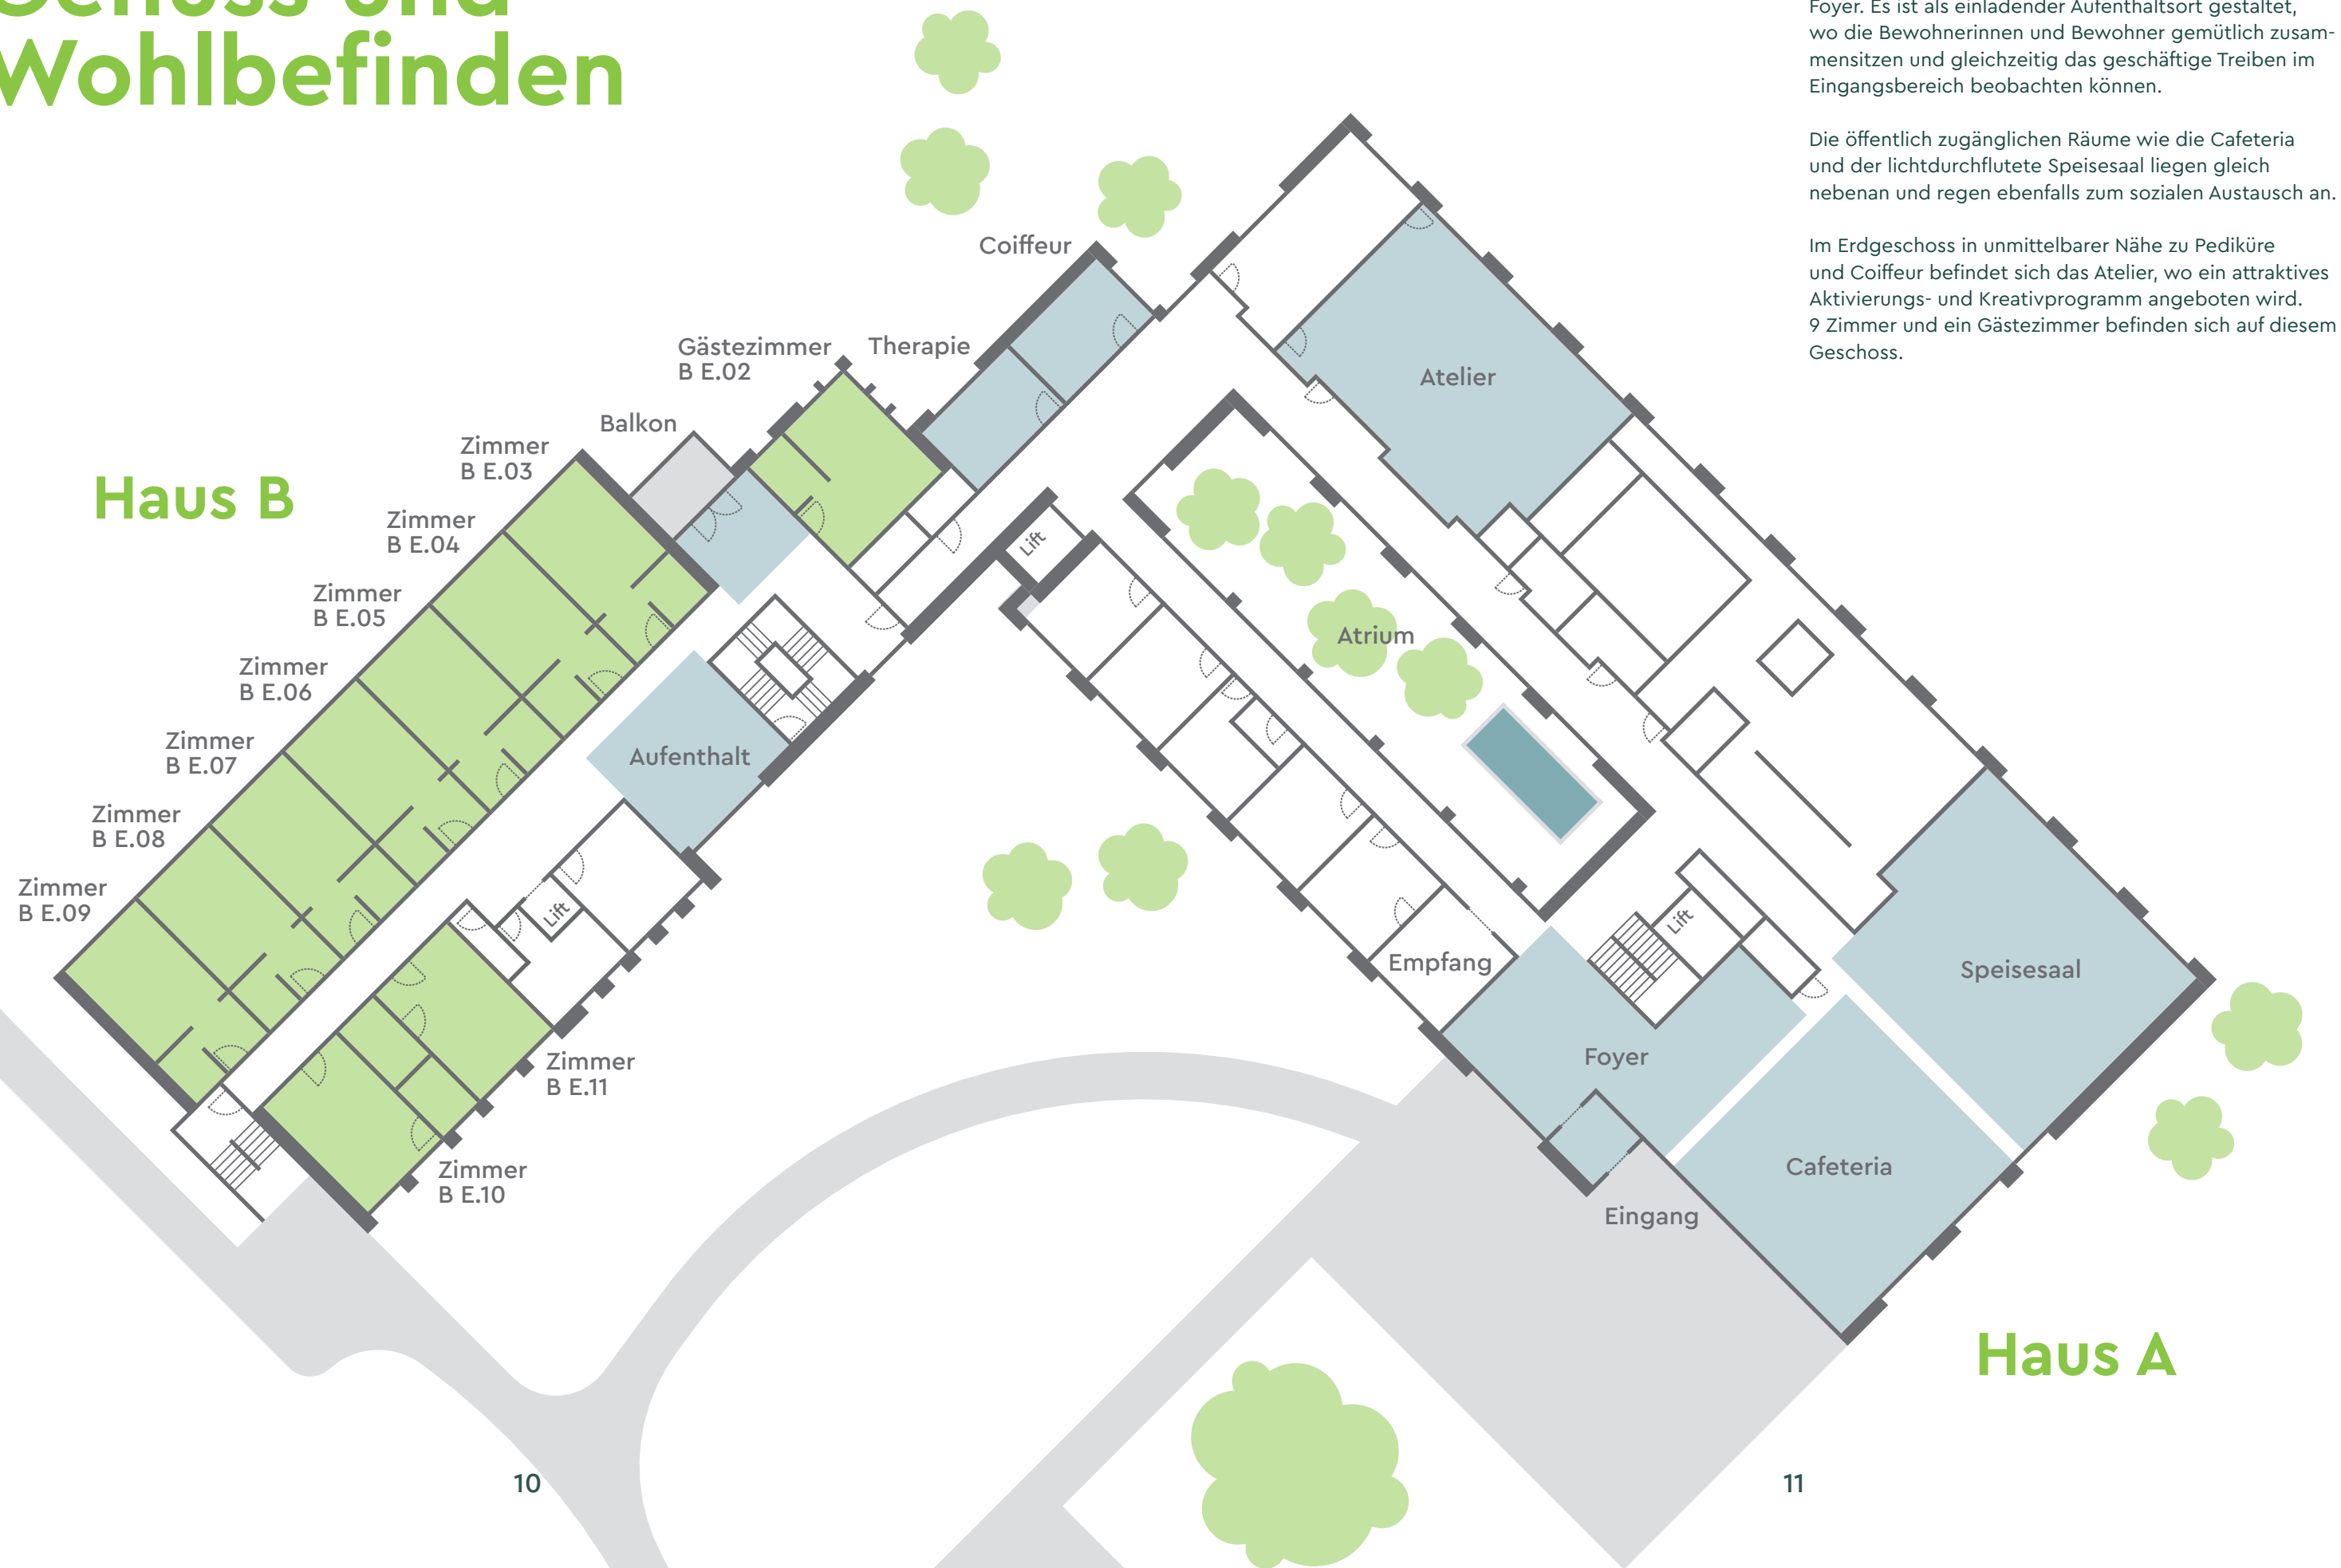 Genuss und
Wohlbefinden
Foyer. Es ist als einladender Aufenthaltsort gestaltet,
wo die Bewohnerinnen und Bewohner gemütlich zusam-
mensitzen und gleichzeitig das geschäftige Treiben im
Eingangsbereich beobachten können.
Die öffentlich zugänglichen Räume wie die Cafeteria
und der lichtdurchflutete Speisesaal liegen gleich
nebenan und regen ebenfalls zum sozialen Austausch an.
Im Erdgeschoss in unmittelbarer Nähe zu Pediküre
und Coiffeur befindet sich das Atelier, wo ein attraktives
Aktivierungs- und Kreativprogramm angeboten wird.
9 Zimmer und ein Gästezimmer befinden sich auf diesem
Geschoss.
Coiffeur
Therapie
Gästezimmer
B E.02
Balkon
Zimmer
B E.03
Zimmer
B E.04
Zimmer
B E.05
Zimmer
B E.06
Zimmer
B E.07
Zimmer
B E.08
Zimmer
B E.09
Haus B
Atelier
Lift
Atrium
Aufenthalt
Lift
Lift
Empfang
Speisesaal
Foyer
Zimmer
B E.11
Zimmer
B E.10
Cafeteria
Eingang
Haus A
10
11